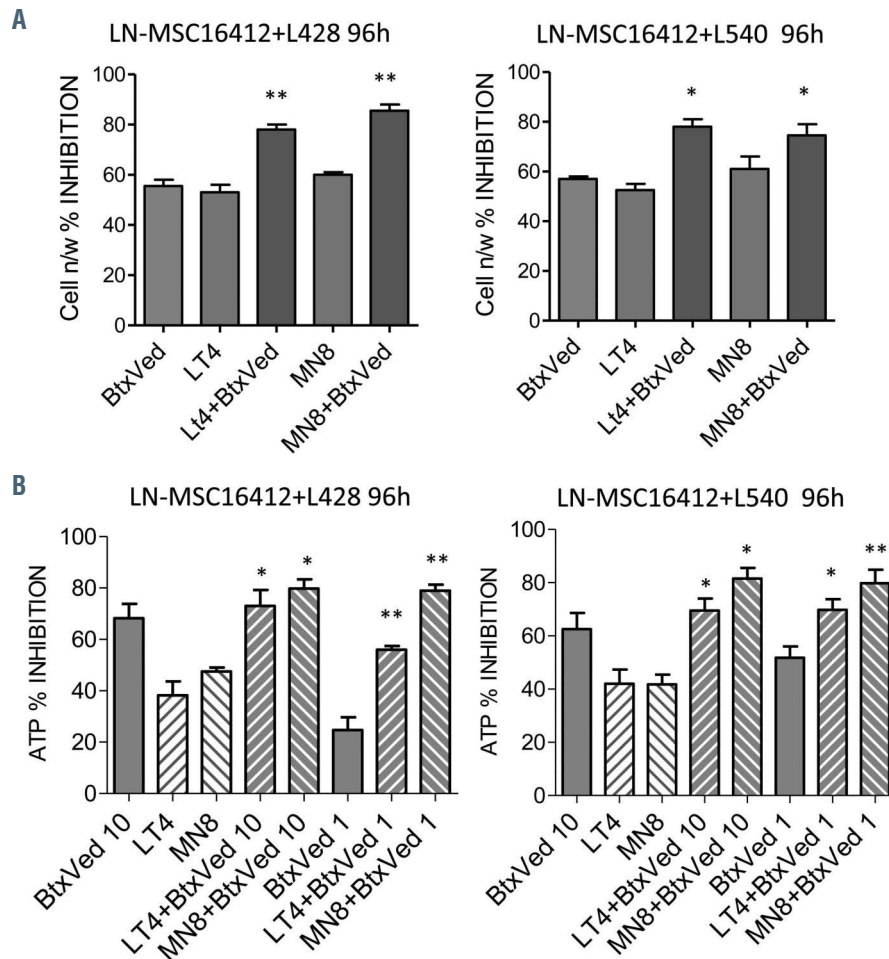 A
LN-MSC16412+L428 96h
Cell n/w % INHIBITION
100
80
60
40
20
0
** **
BtxVed
LT4
Lt4+BtxVed
MN8
MN8+BtxVed
LN-MSC16412+L540 96h
Cell n/w % INHIBITION
100
80
60
40
20
0
* *
BtxVed
LT4
Lt4+BtxVed
MN8
MN8+BtxVed
B
LN-MSC16412+L428 96h
ATP % INHIBITION
100
80
60
40
20
0
* * ** **
BtxVed 10
LT4
MN8
LT4+BtxVed 10
MN8+BtxVed 10
BtxVed 1
LT4+BtxVed 1
MN8+BtxVed 1
LN-MSC16412+L540 96h
ATP % INHIBITION
100
80
60
40
20
0
* * * **
BtxVed 10
LT4
MN8
LT4+BtxVed 10
MN8+BtxVed 10
BtxVed 1
LT4+BtxVed 1
MN8+BtxVed 1